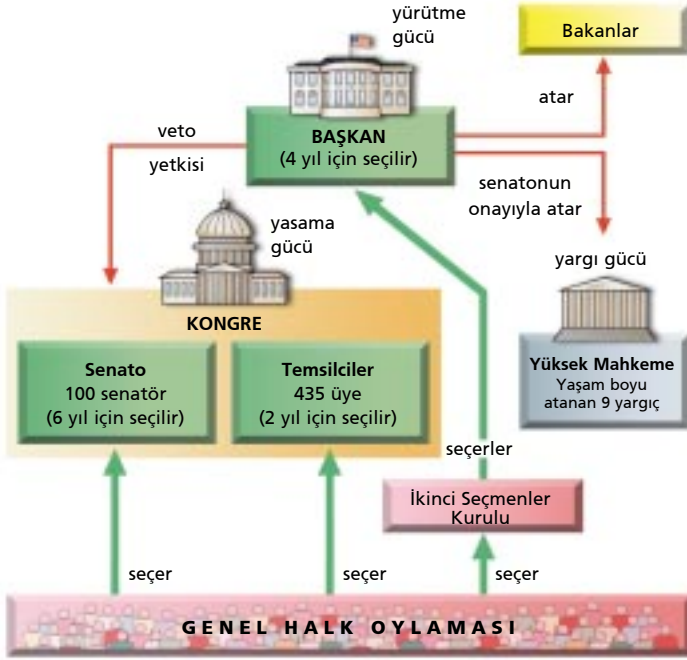 yürütme
gücü
Bakanlar
atar
BAŞKAN
(4 yıl için seçilir)
veto
yetkisi
senatonun
onayıyla atar
yasama
gücü
yargı gücü
KONGRE
Senato
100 senatör
(6 yıl için seçilir)
Temsilciler
435 üye
(2 yıl için seçilir)
Yüksek Mahkeme
Yaşam boyu
atanan 9 yargıç
seçerler
İkinci Seçmenler
Kurulu
seçer
seçer
seçer
GENEL HALK OYLAMASI